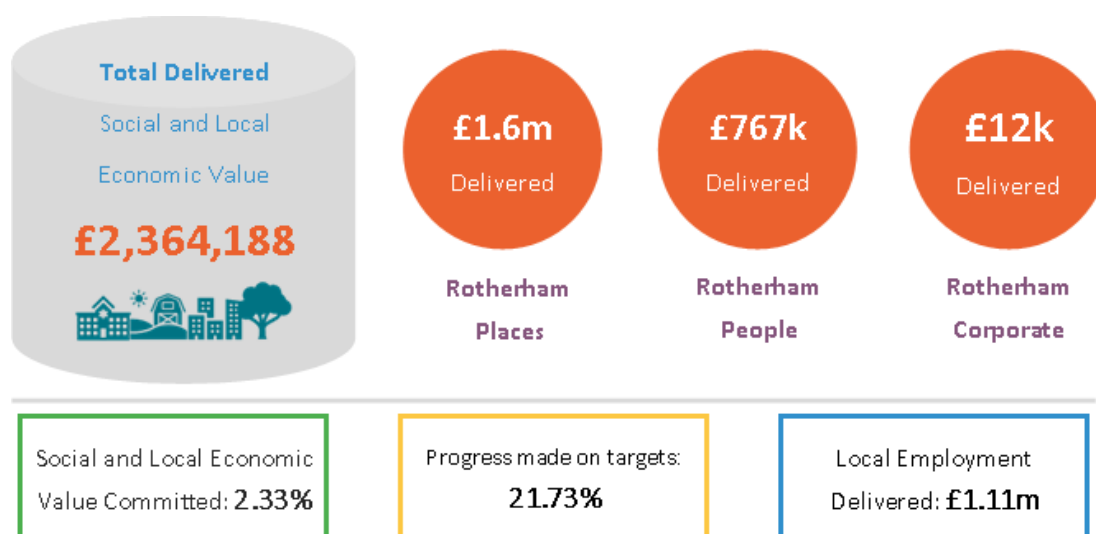 Total Delivered
Social and Local
Economic Value
£2,364,188
£1.6m
Delivered
Rotherham
Places
£767k
Delivered
Rotherham
People
£12k
Delivered
Rotherham
Corporate
Social and Local Economic
Value Committed: 2.33%
Progress made on targets:
21.73%
Local Employment
Delivered: £1.11m